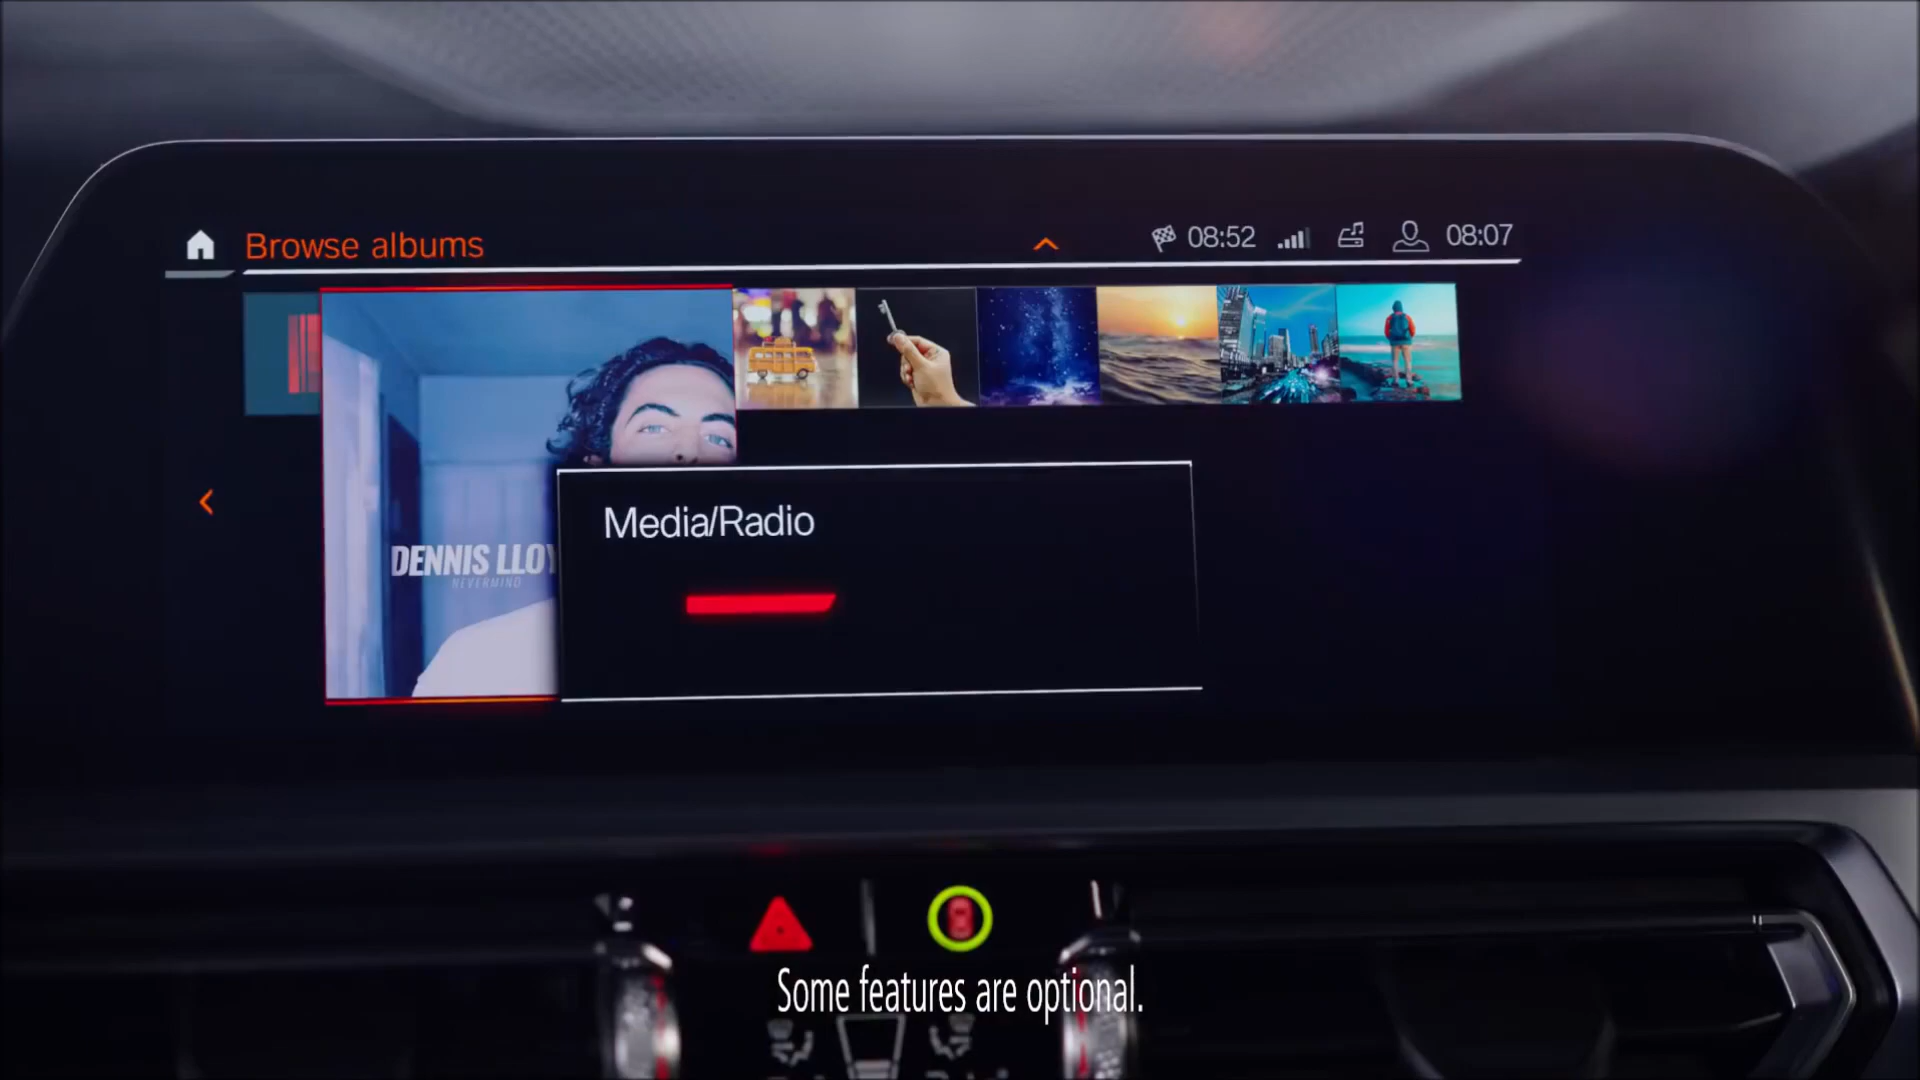 Browse albums
08:52
08:07
DENNIS LLOY
NEVERMIND
Media/Radio
Some features are optional.